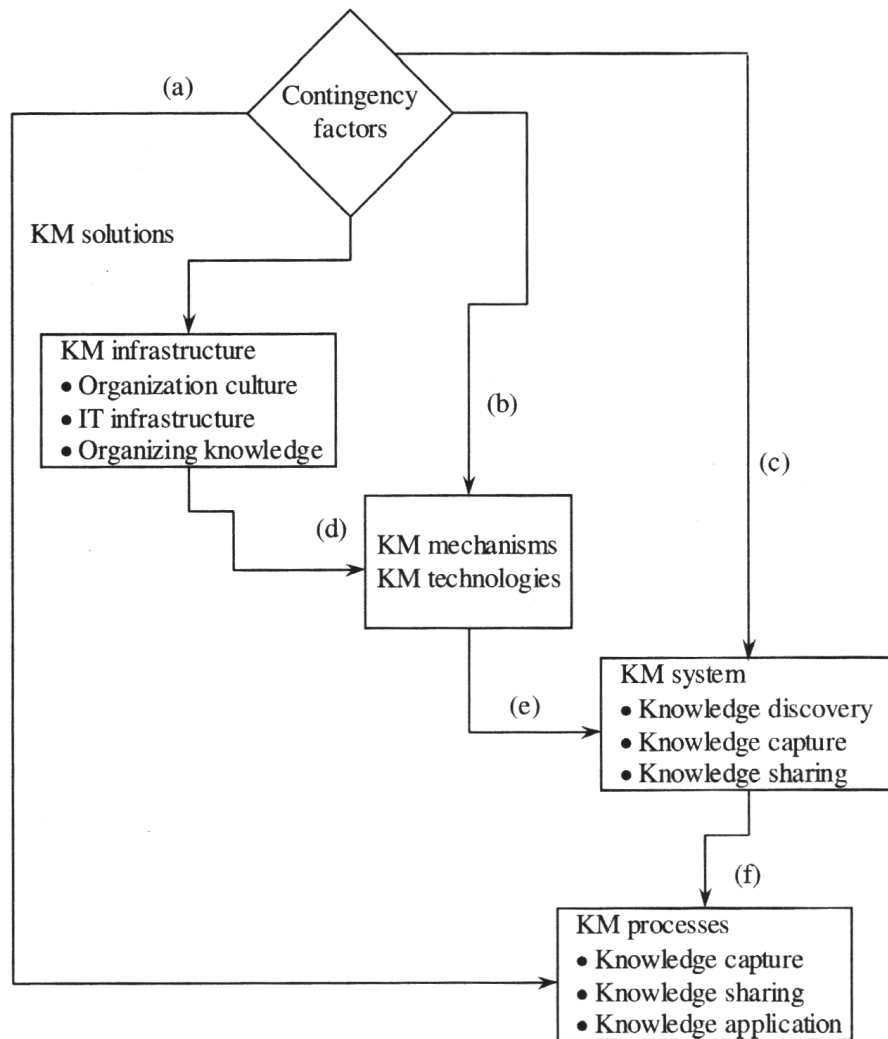 (a)
Contingency
factors
KM solutions
KM infrastructure
• Organization culture
• IT infrastructure
• Organizing knowledge
(b)
(c)
(d)
KM mechanisms
KM technologies
KM system
• Knowledge discovery
• Knowledge capture
• Knowledge sharing
(e)
(f)
KM processes
• Knowledge capture
• Knowledge sharing
• Knowledge application